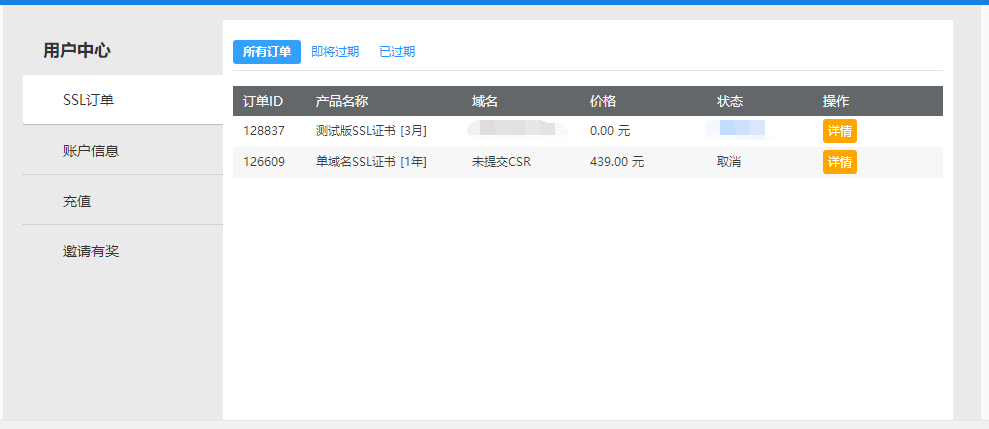 用户中心
SSL订单
账户信息
充值
邀请有奖
所有订单 即将过期 已过期
订单ID 产品名称 域名 价格 状态 操作
128837 测试版SSL证书 [3月] 0.00 元 详情
126609 单域名SSL证书 [1年] 未提交CSR 439.00 元 取消 详情